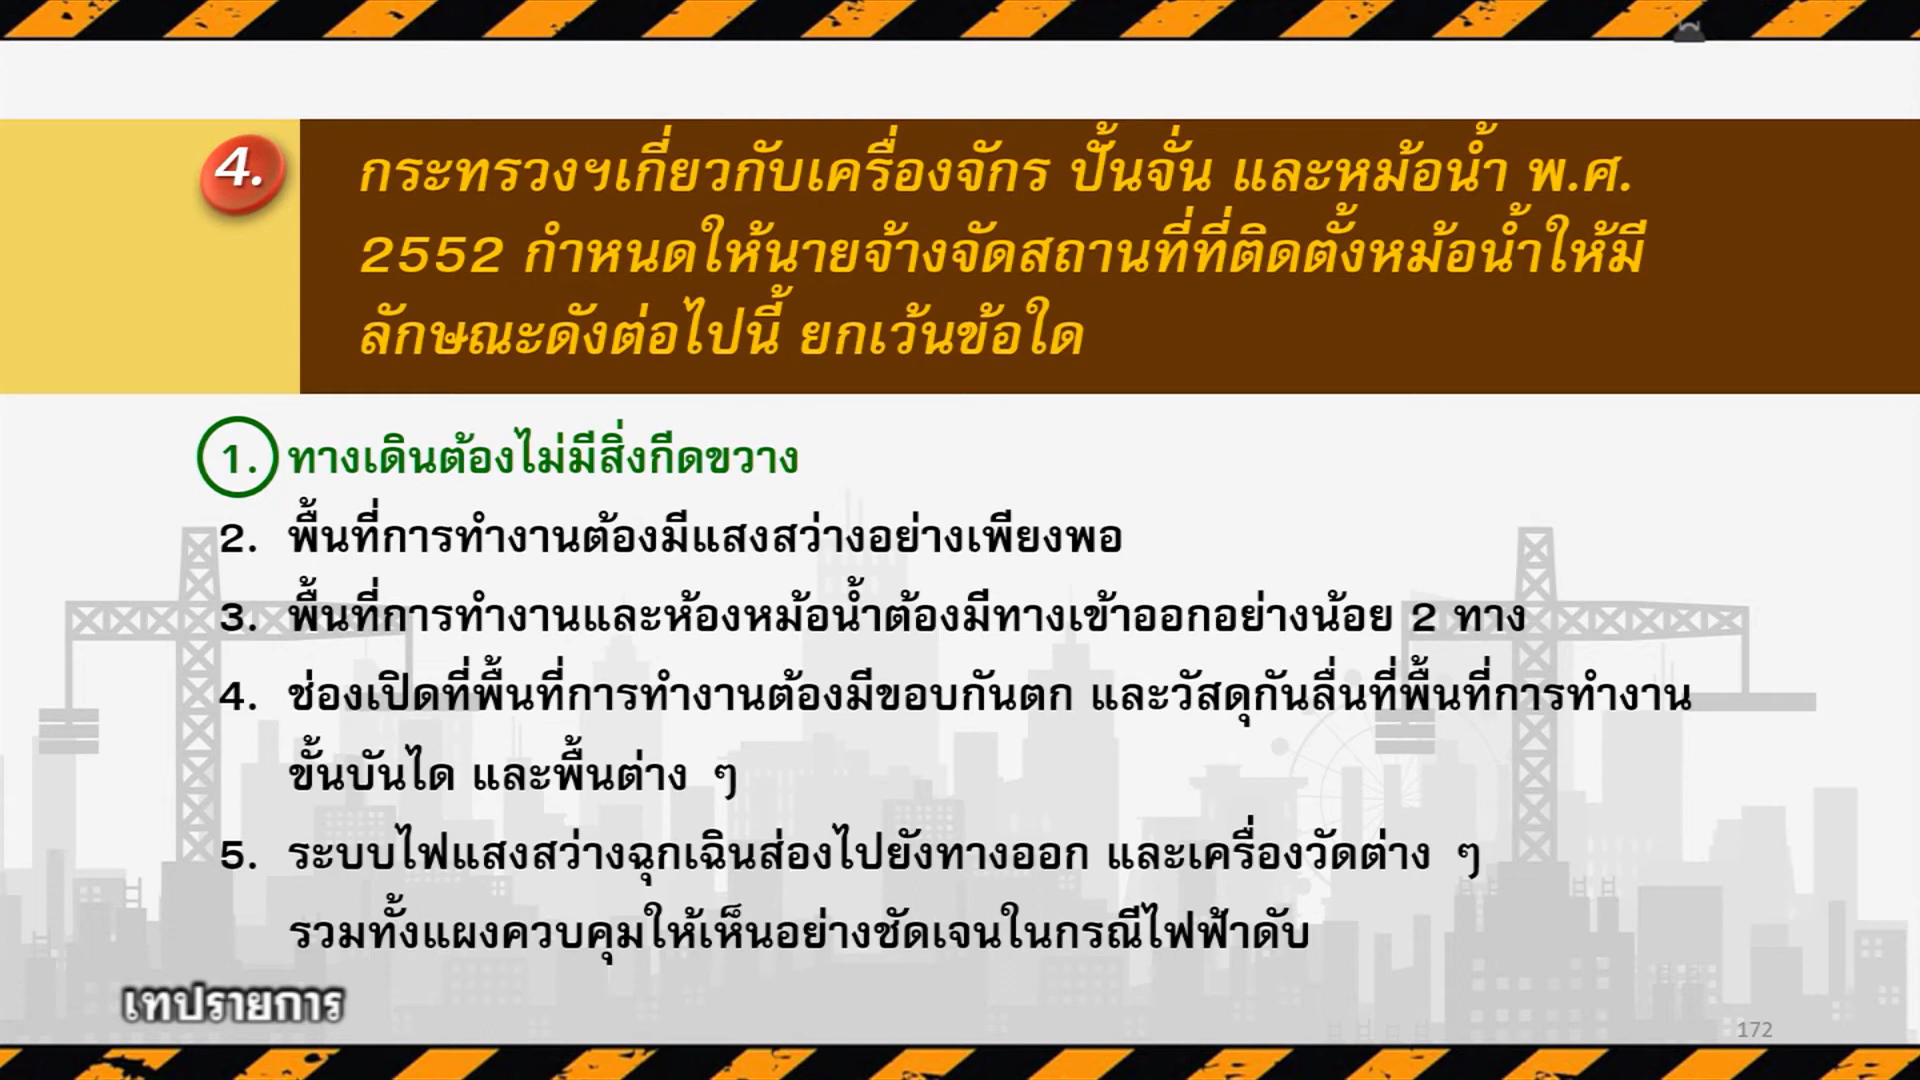 4.
กระทรวงฯเกี่ยวกับเครื่องจักร ปั้นจั่น และหม้อน้ำ พ.ศ.
2552 กำหนดให้นายจ้างจัดสถานที่ที่ติดตั้งหม้อน้ำให้มี
ลักษณะดังต่อไปนี้ ยกเว้นข้อใด
1. ทางเดินต้องไม่มีสิ่งกีดขวาง
2. พื้นที่การทำงานต้องมีแสงสว่างอย่างเพียงพอ
3. พื้นที่การทำงานและห้องหม้อน้ำต้องมีทางเข้าออกอย่างน้อย 2 ทาง
4. ช่องเปิดที่พื้นที่การทำงานต้องมีขอบกันตก และวัสดุกันลื่นที่พื้นที่การทำงาน
ขั้นบันได และพื้นต่าง ๆ
5. ระบบไฟแสงสว่างฉุกเฉินส่องไปยังทางออก และเครื่องวัดต่าง ๆ
รวมทั้งแผงควบคุมให้เห็นอย่างชัดเจนในกรณีไฟฟ้าดับ
เทปรายการ
172